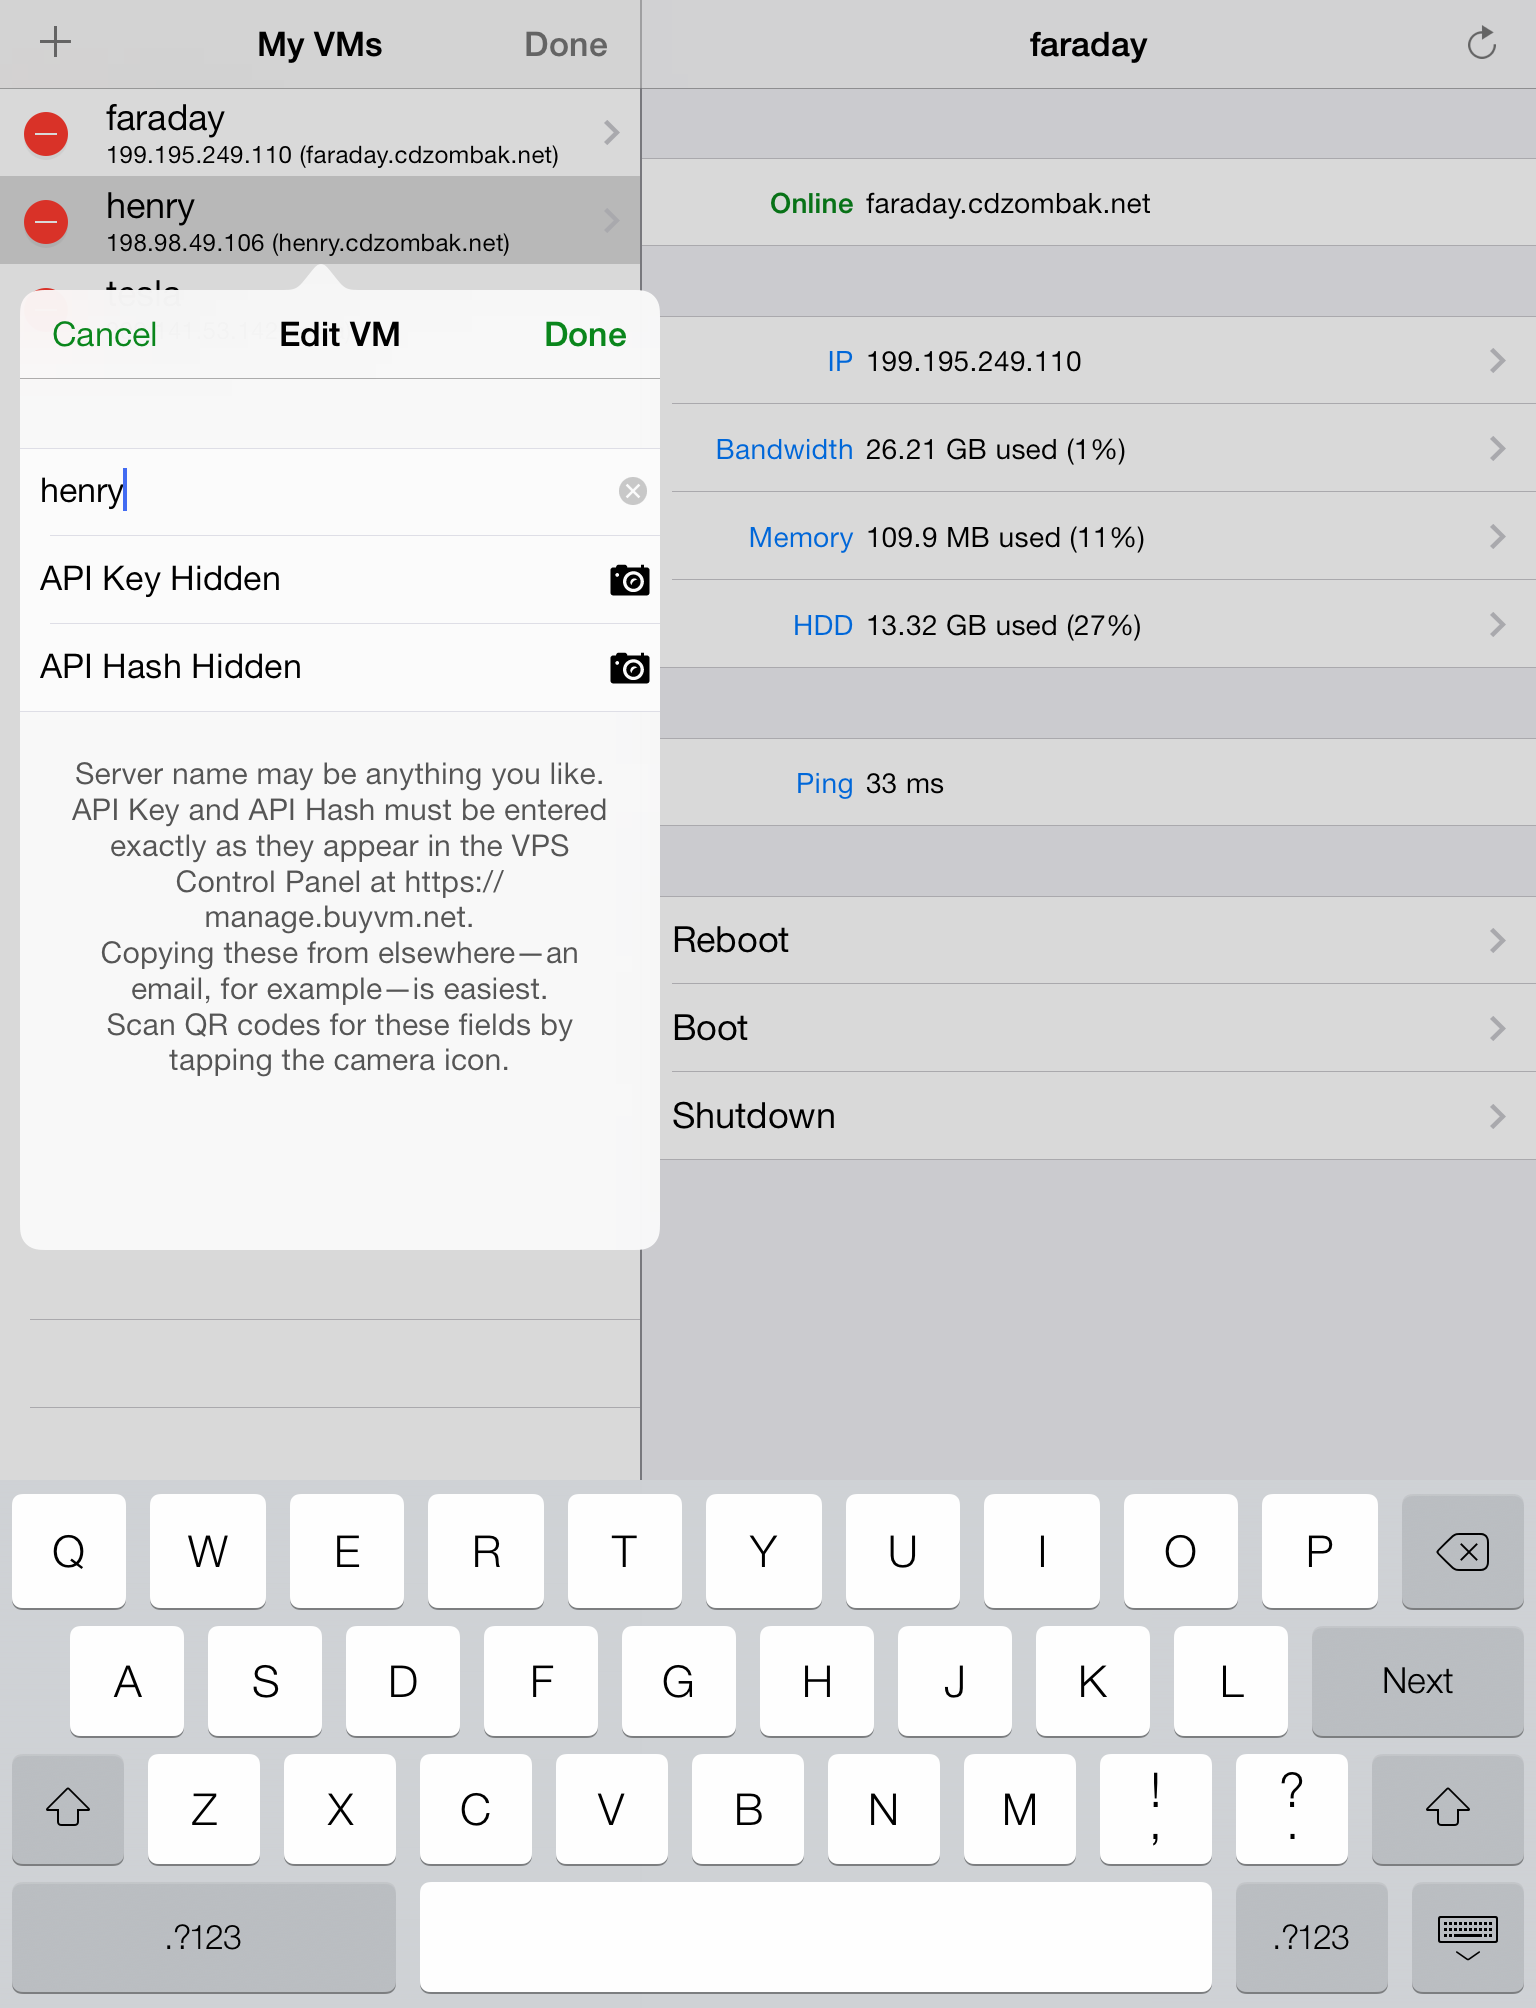 My VMs
Done
faraday
199.195.249.110 (faraday.cdzombak.net)
henry
198.98.49.106 (henry.cdzombak.net)
tesla
Cancel
Edit VM
Done
henry
API Key Hidden
API Hash Hidden
Server name may be anything you like.
API Key and API Hash must be entered
exactly as they appear in the VPS
Control Panel at https://
manage.buyvm.net.
Copying these from elsewhere—an
email, for example—is easiest.
Scan QR codes for these fields by
tapping the camera icon.
faraday
Online faraday.cdzombak.net
IP 199.195.249.110
Bandwidth 26.21 GB used (1%)
Memory 109.9 MB used (11%)
HDD 13.32 GB used (27%)
Ping 33 ms
Reboot
Boot
Shutdown
Q W E R T Y U I O P
A S D F G H J K L Next
Z X C V B N M ! , ? .
.?123 .?123